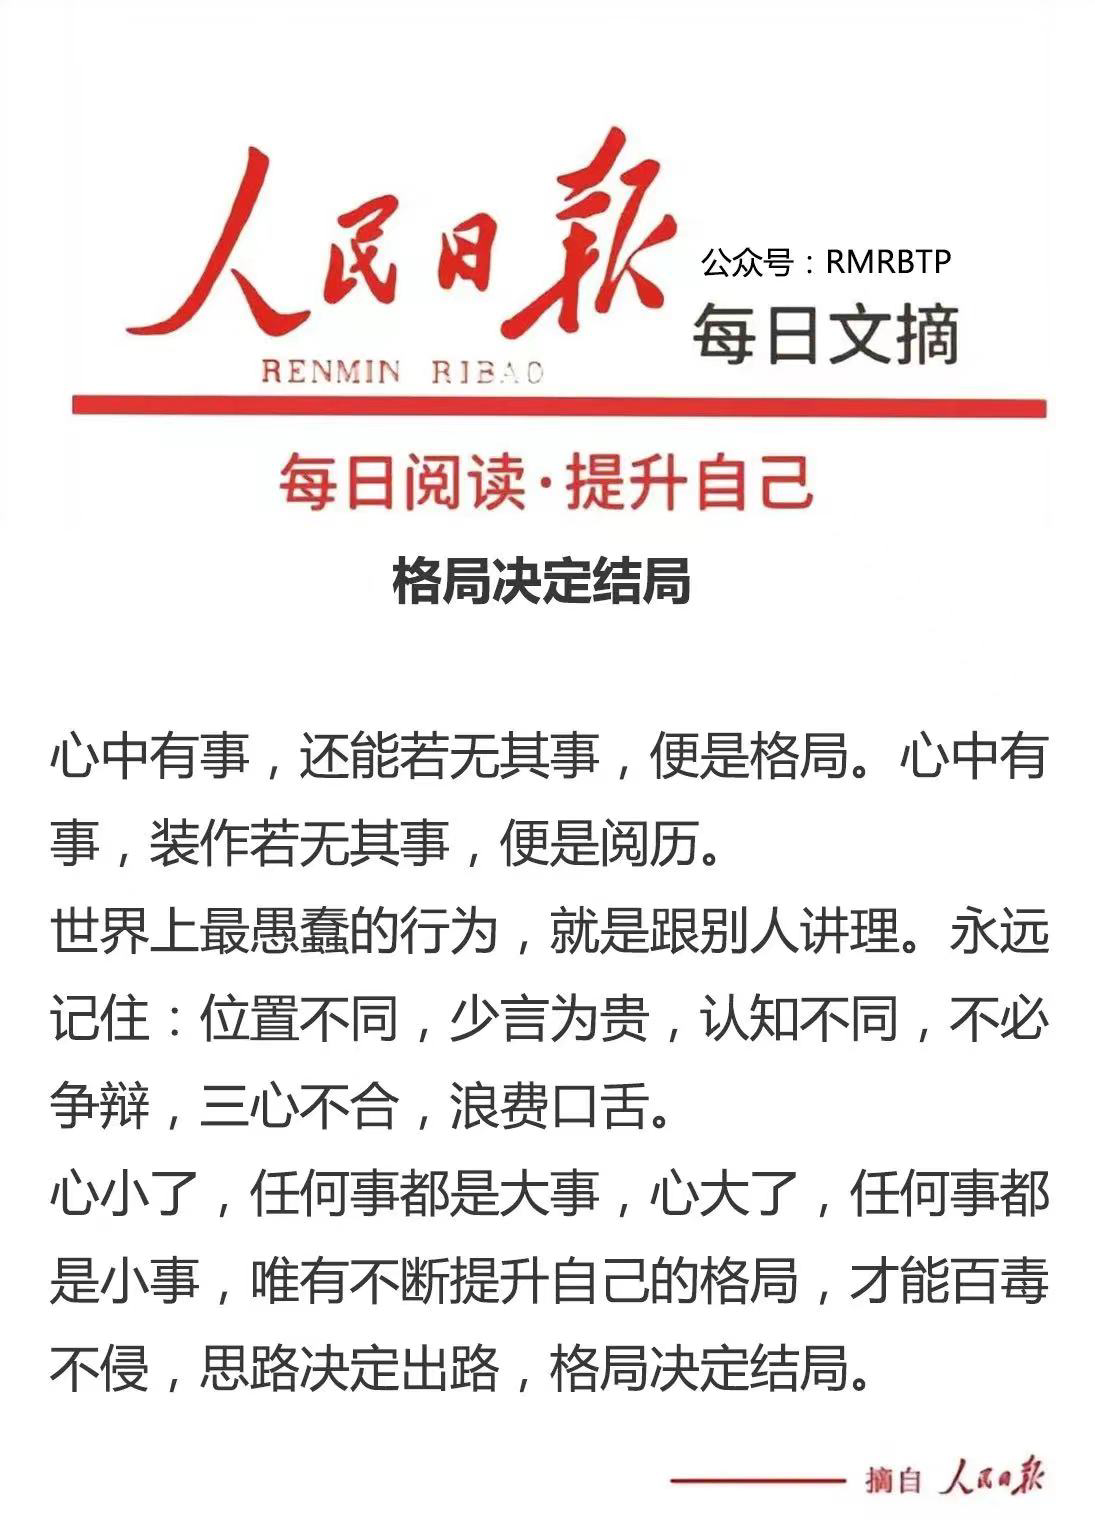 人民日報
公众号：RMRBTP
每日文摘
RENMIN RIBAO
每日阅读·提升自己
格局决定结局
心中有事，还能若无其事，便是格局。心中有
事，装作若无其事，便是阅历。
世界上最愚蠢的行为，就是跟别人讲理。永远
记住：位置不同，少言为贵，认知不同，不必
争辩，三心不合，浪费口舌。
心小了，任何事都是大事，心大了，任何事都
是小事，唯有不断提升自己的格局，才能百毒
不侵，思路决定出路，格局决定结局。
摘自 人民日报